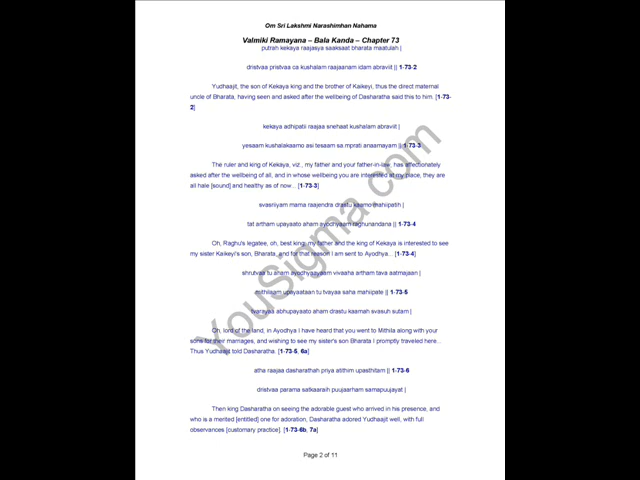 Om Sri Lakshmi Narashimhan Nahama
Valmiki Ramayana – Bala Kanda – Chapter 73
putrah kekaya raajasya saaksaat bharata maatulah |
dristvaa pristvaa ca kushalam raajaanam idam abraviit || 1-73-2
Yudhaajit, the son of Kekaya king and the brother of Kaikeyi, thus the direct maternal
uncle of Bharata, having seen and asked after the wellbeing of Dasharatha said this to him. [1-73-
2]
kekaya adhipatii raajaa snehaat kushalam abraviit |
yesaam kushalakaamo asi tesaam sa.mprati anaamayam || 1-73-3
The ruler and king of Kekaya, viz., my father and your father-in-law, has affectionately
asked after the wellbeing of all, and in whose wellbeing you are interested at my place, they are
all hale [sound] and healthy as of now... [1-73-3]
svasriyam mama raajendra drastu kaamo mahiipatih |
tat artham upayaato aham ayodhyaam raghunandana || 1-73-4
Oh, Raghu's legatee, oh, best king, my father and the king of Kekaya is interested to see
my sister Kaikeyi's son, Bharata, and for that reason I am sent to Ayodhya... [1-73-4]
shrutvaa tu aham ayodhyaayaam vivaaha artham tava aatmajaan |
mithilaam upayaataan tu tvayaa saha mahiipate || 1-73-5
tvarayaa abhupayaato aham drastu kaamah svasuh sutam |
Oh, lord of the land, in Ayodhya I have heard that you went to Mithila along with your
sons for their marriages, and wishing to see my sister's son Bharata I promptly traveled here...
Thus Yudhaajit told Dasharatha. [1-73-5, 6a]
atha raajaa dasharathah priya atithim upasthitam || 1-73-6
dristvaa parama satkaaraih puujaarham samapuujayat |
Then king Dasharatha on seeing the adorable guest who arrived in his presence, and
who is a merited [entitled] one for adoration, Dasharatha adored Yudhaajit well, with full
observances [customary practice]. [1-73-6b, 7a]
Page 2 of 11
YouSigma.com